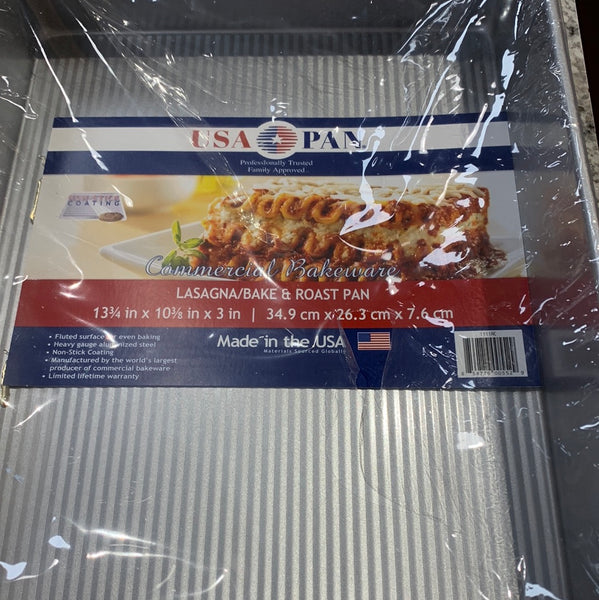 USA PAN
Professionally Trusted
Family Approved
COATING
Commercial Bakeware
LASAGNA/BAKE & ROAST PAN
13¾ in x 10⅜ in x 3 in | 34.9 cm x 26.3 cm x 7.6 cm
• Fluted surface for even baking
• Heavy gauge aluminized steel
• Non-Stick Coating
• Manufactured by the world's largest
producer of commercial bakeware
• Limited lifetime warranty
Made in the USA
Materials Sourced Globally